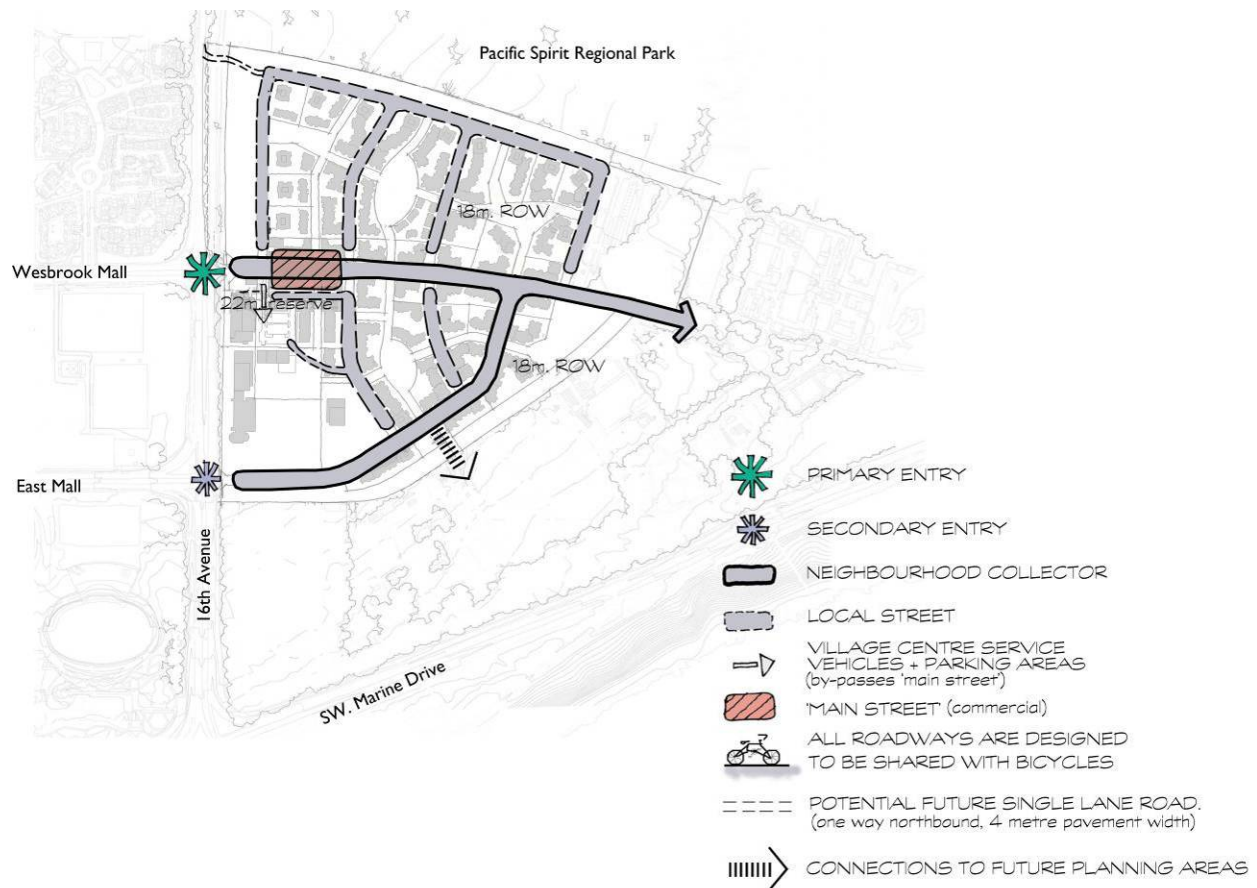 Pacific Spirit Regional Park
18m. ROW
Wesbrook Mall
22m reserve
18m. ROW
East Mall
16th Avenue
SW. Marine Drive
PRIMARY ENTRY
SECONDARY ENTRY
NEIGHBOURHOOD COLLECTOR
LOCAL STREET
VILLAGE CENTRE SERVICE
VEHICLES + PARKING AREAS
(by-passes 'main street')
'MAIN STREET' (commercial)
ALL ROADWAYS ARE DESIGNED
TO BE SHARED WITH BICYCLES
POTENTIAL FUTURE SINGLE LANE ROAD.
(one way northbound, 4 metre pavement width)
CONNECTIONS TO FUTURE PLANNING AREAS